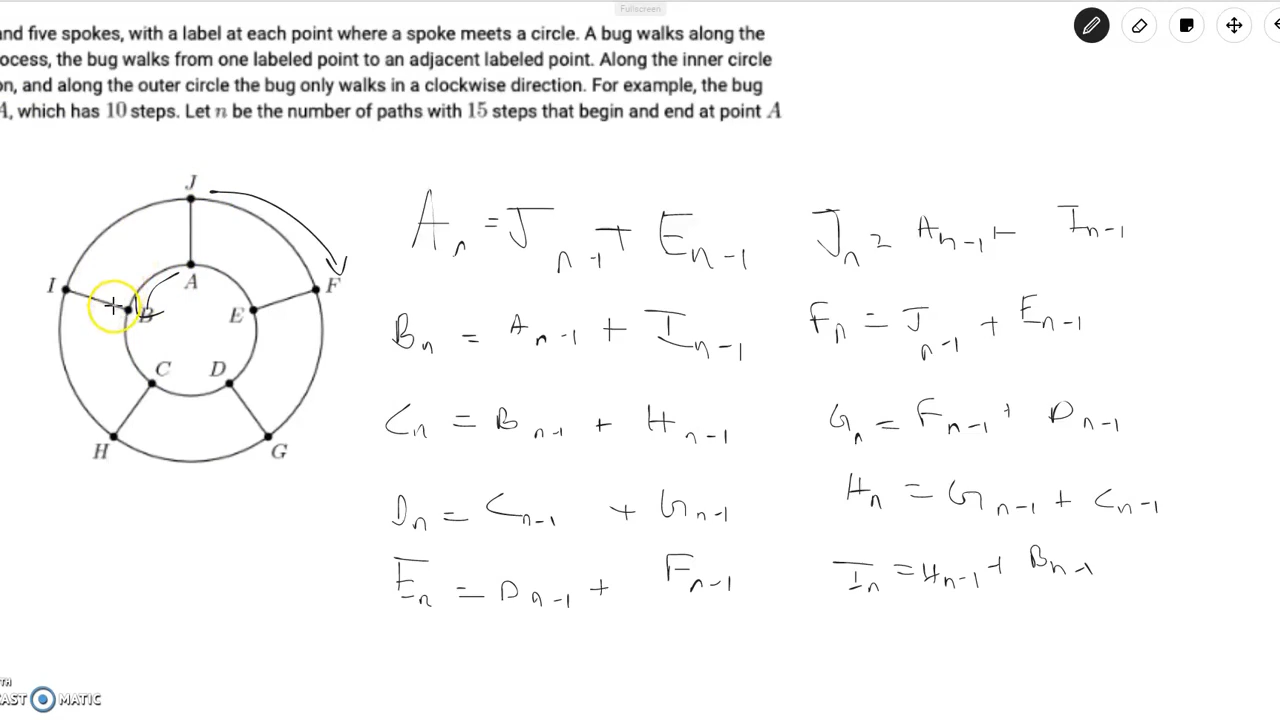 Fullscreen
and five spokes, with a label at each point where a spoke meets a circle. A bug walks along the
ocess, the bug walks from one labeled point to an adjacent labeled point. Along the inner circle
on, and along the outer circle the bug only walks in a clockwise direction. For example, the bug
A, which has 10 steps. Let n be the number of paths with 15 steps that begin and end at point A
J
I
F
A
B
E
C
D
H
G
A_n = J_{n-1} + E_{n-1}
J_n = A_{n-1} + I_{n-1}
B_n = A_{n-1} + I_{n-1}
F_n = J_{n-1} + E_{n-1}
C_n = B_{n-1} + H_{n-1}
G_n = F_{n-1} + D_{n-1}
D_n = C_{n-1} + G_{n-1}
H_n = G_{n-1} + C_{n-1}
E_n = D_{n-1} + F_{n-1}
I_n = H_{n-1} + B_{n-1}
TH
AST MATIC